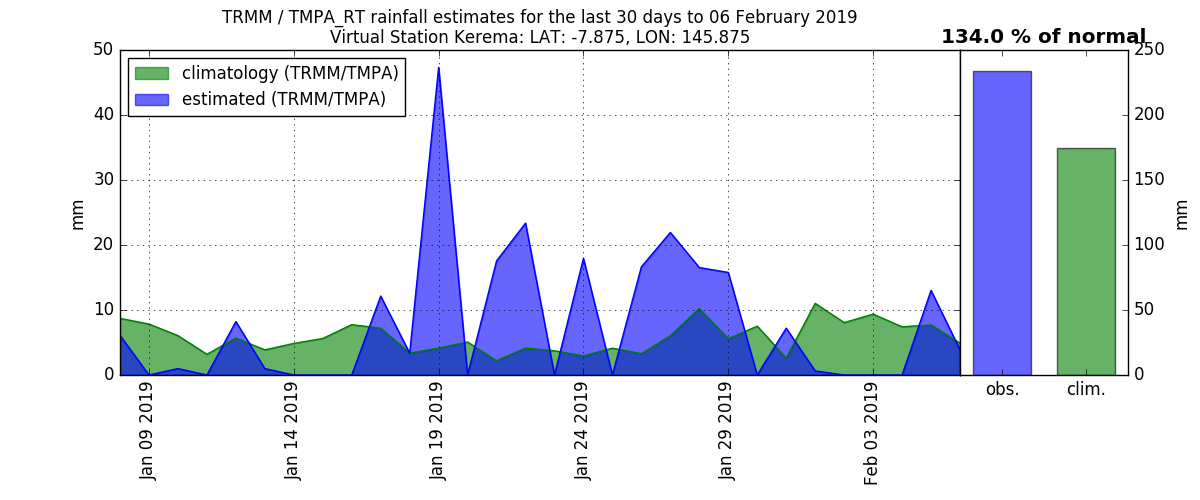 TRMM / TMPA_RT rainfall estimates for the last 30 days to 06 February 2019
Virtual Station Kerema: LAT: -7.875, LON: 145.875
134.0 % of normal
climatology (TRMM/TMPA)
estimated (TRMM/TMPA)
50
40
30
20
10
0
mm
Jan 09 2019
Jan 14 2019
Jan 19 2019
Jan 24 2019
Jan 29 2019
Feb 03 2019
obs.
clim.
250
200
150
100
50
0
mm